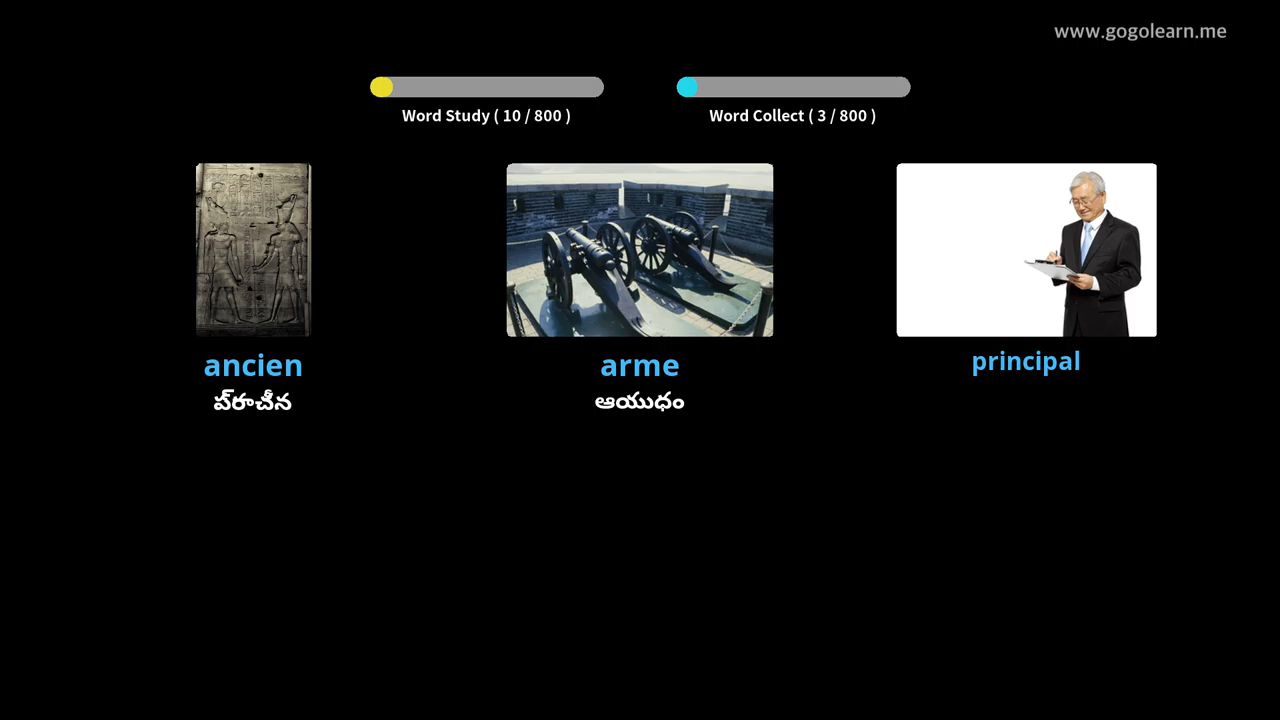 www.gogolearn.me
Word Study ( 10 / 800 )
Word Collect ( 3 / 800 )
ancien
ప్రాచీన
arme
ఆయుధం
principal